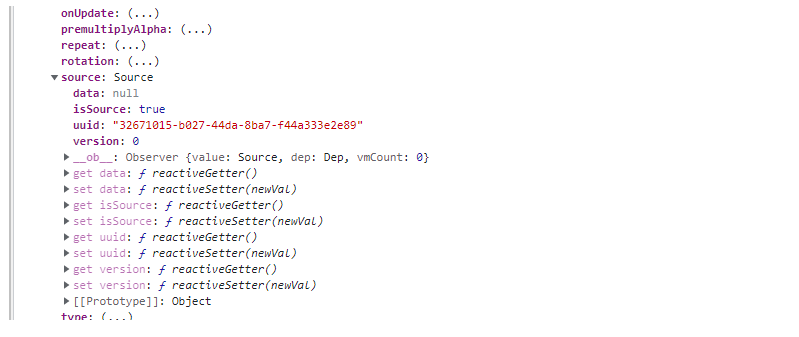 onUpdate: (...)
premultiplyAlpha: (...)
repeat: (...)
rotation: (...)
▼source: Source
data: null
isSource: true
uuid: "32671015-b027-44da-8ba7-f44a333e2e89"
version: 0
▶__ob__: Observer {value: Source, dep: Dep, vmCount: 0}
▶get data: ƒ reactiveGetter()
▶set data: ƒ reactiveSetter(newVal)
▶get isSource: ƒ reactiveGetter()
▶set isSource: ƒ reactiveSetter(newVal)
▶get uuid: ƒ reactiveGetter()
▶set uuid: ƒ reactiveSetter(newVal)
▶get version: ƒ reactiveGetter()
▶set version: ƒ reactiveSetter(newVal)
▶[[Prototype]]: Object
type: (...)